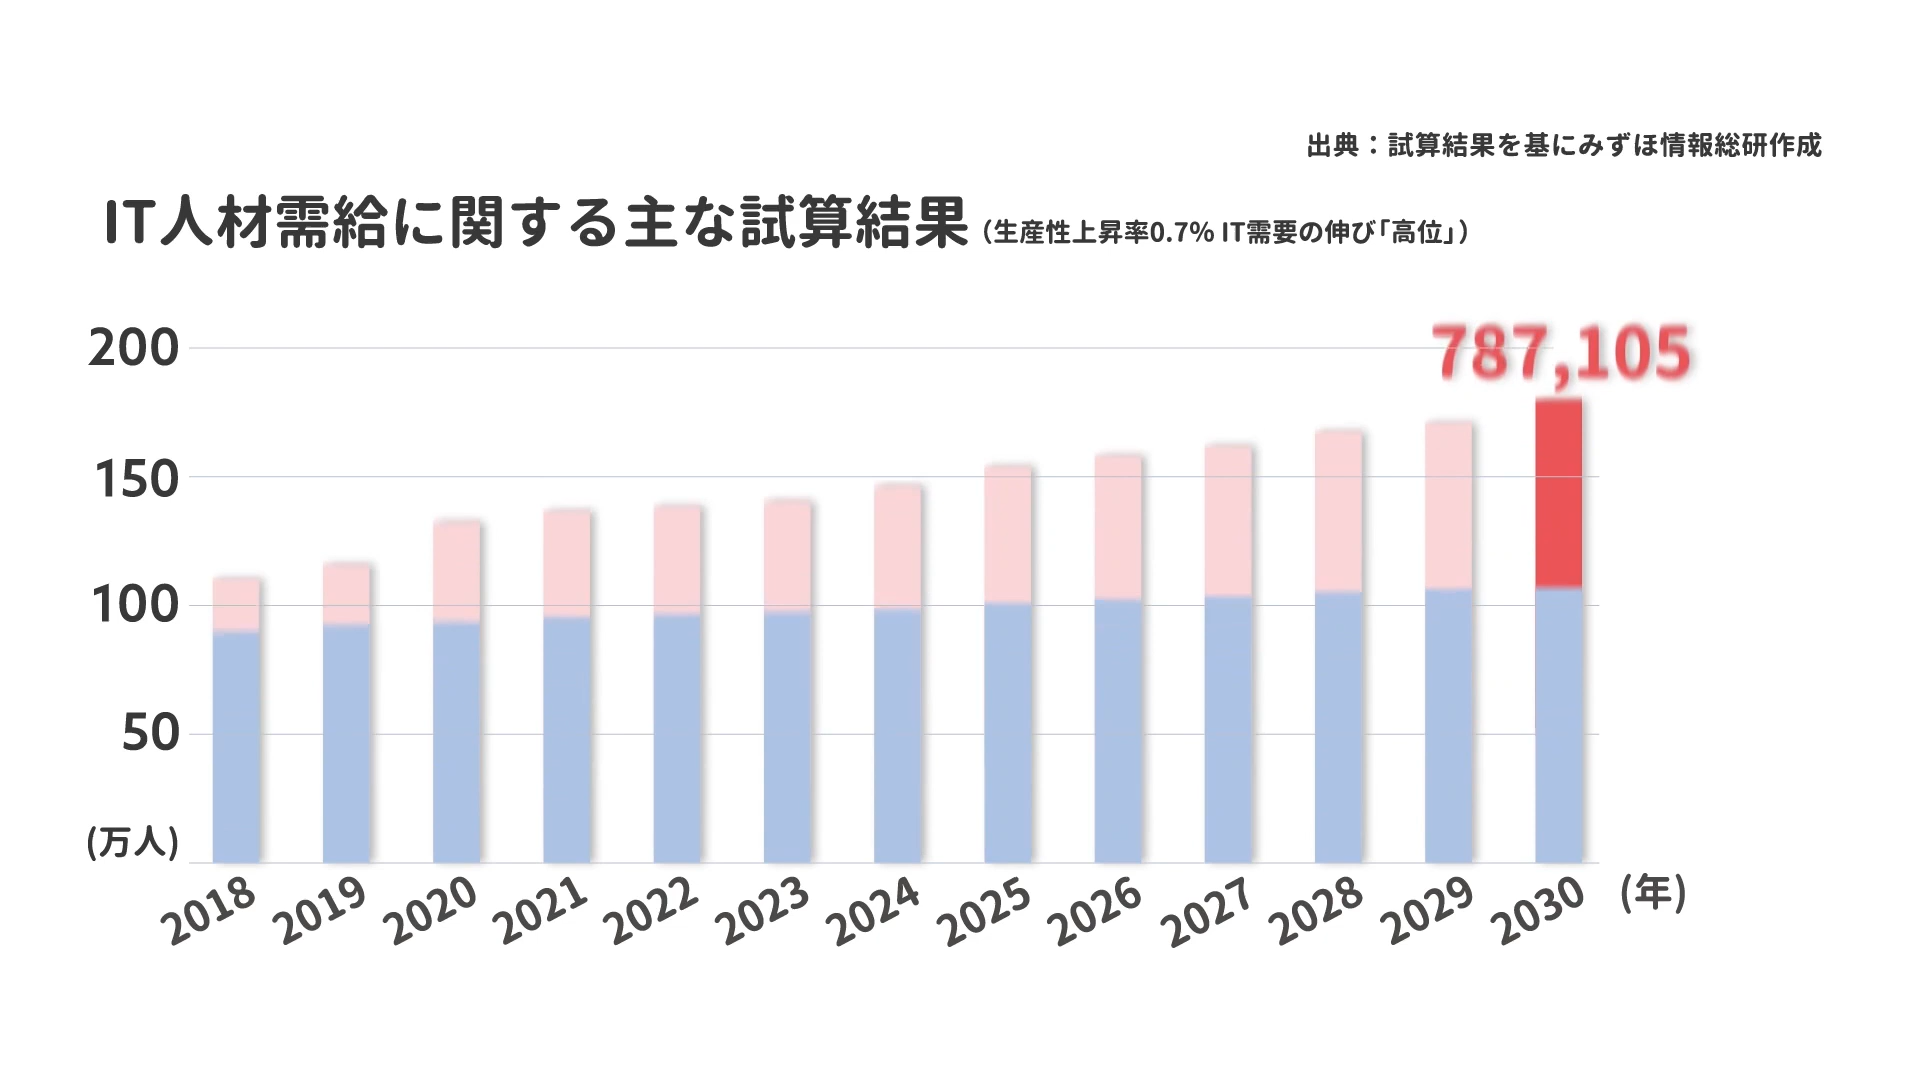 出典：試算結果を基にみずほ情報総研作成
IT人材需給に関する主な試算結果（生産性上昇率0.7% IT需要の伸び「高位」）
787,105
200
150
100
50
(万人)
2018 2019 2020 2021 2022 2023 2024 2025 2026 2027 2028 2029 2030 (年)